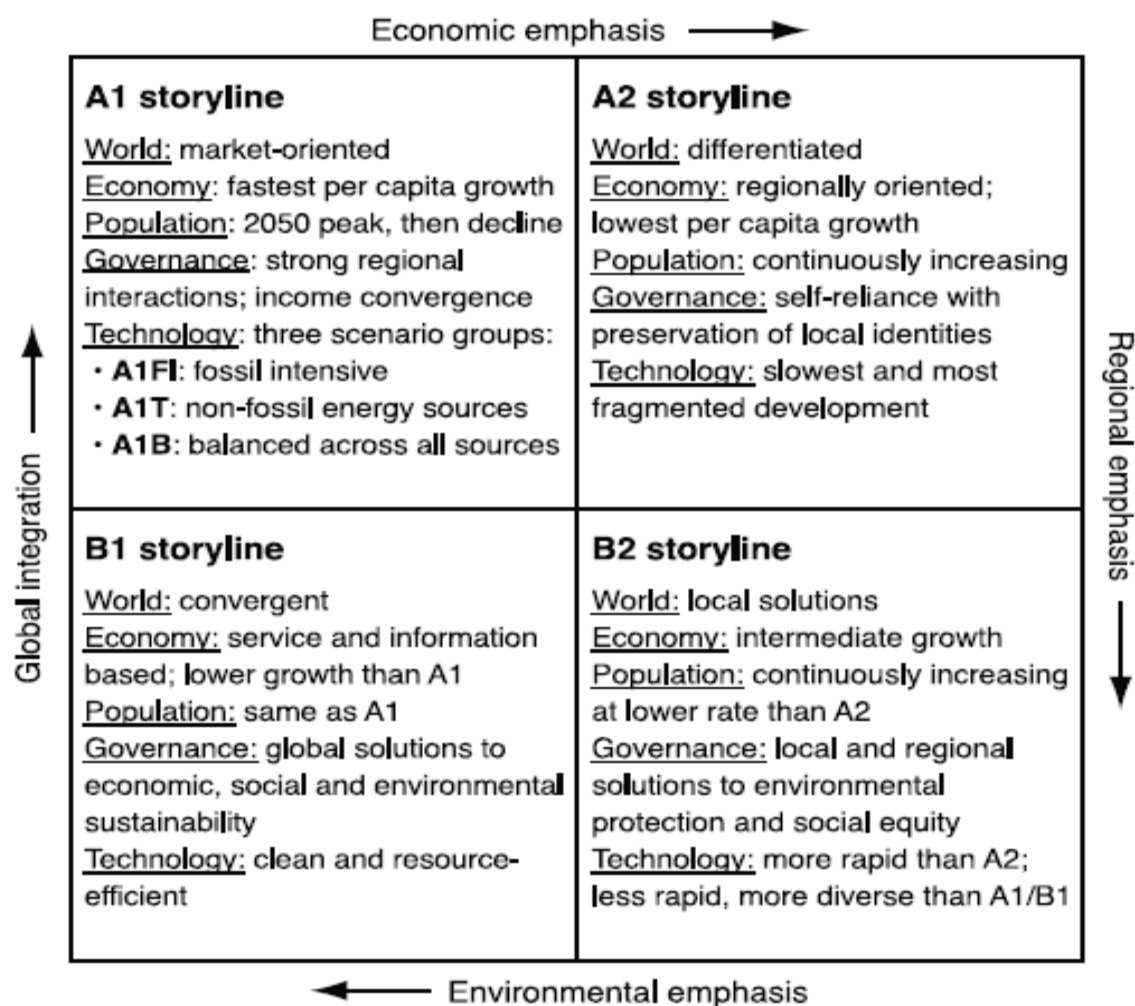 Economic emphasis
A1 storyline
World: market-oriented
Economy: fastest per capita growth
Population: 2050 peak, then decline
Governance: strong regional
interactions; income convergence
Technology: three scenario groups:
• A1FI: fossil intensive
• A1T: non-fossil energy sources
• A1B: balanced across all sources
A2 storyline
World: differentiated
Economy: regionally oriented;
lowest per capita growth
Population: continuously increasing
Governance: self-reliance with
preservation of local identities
Technology: slowest and most
fragmented development
Global integration
Regional emphasis
B1 storyline
World: convergent
Economy: service and information
based; lower growth than A1
Population: same as A1
Governance: global solutions to
economic, social and environmental
sustainability
Technology: clean and resource-
efficient
B2 storyline
World: local solutions
Economy: intermediate growth
Population: continuously increasing
at lower rate than A2
Governance: local and regional
solutions to environmental
protection and social equity
Technology: more rapid than A2;
less rapid, more diverse than A1/B1
Environmental emphasis